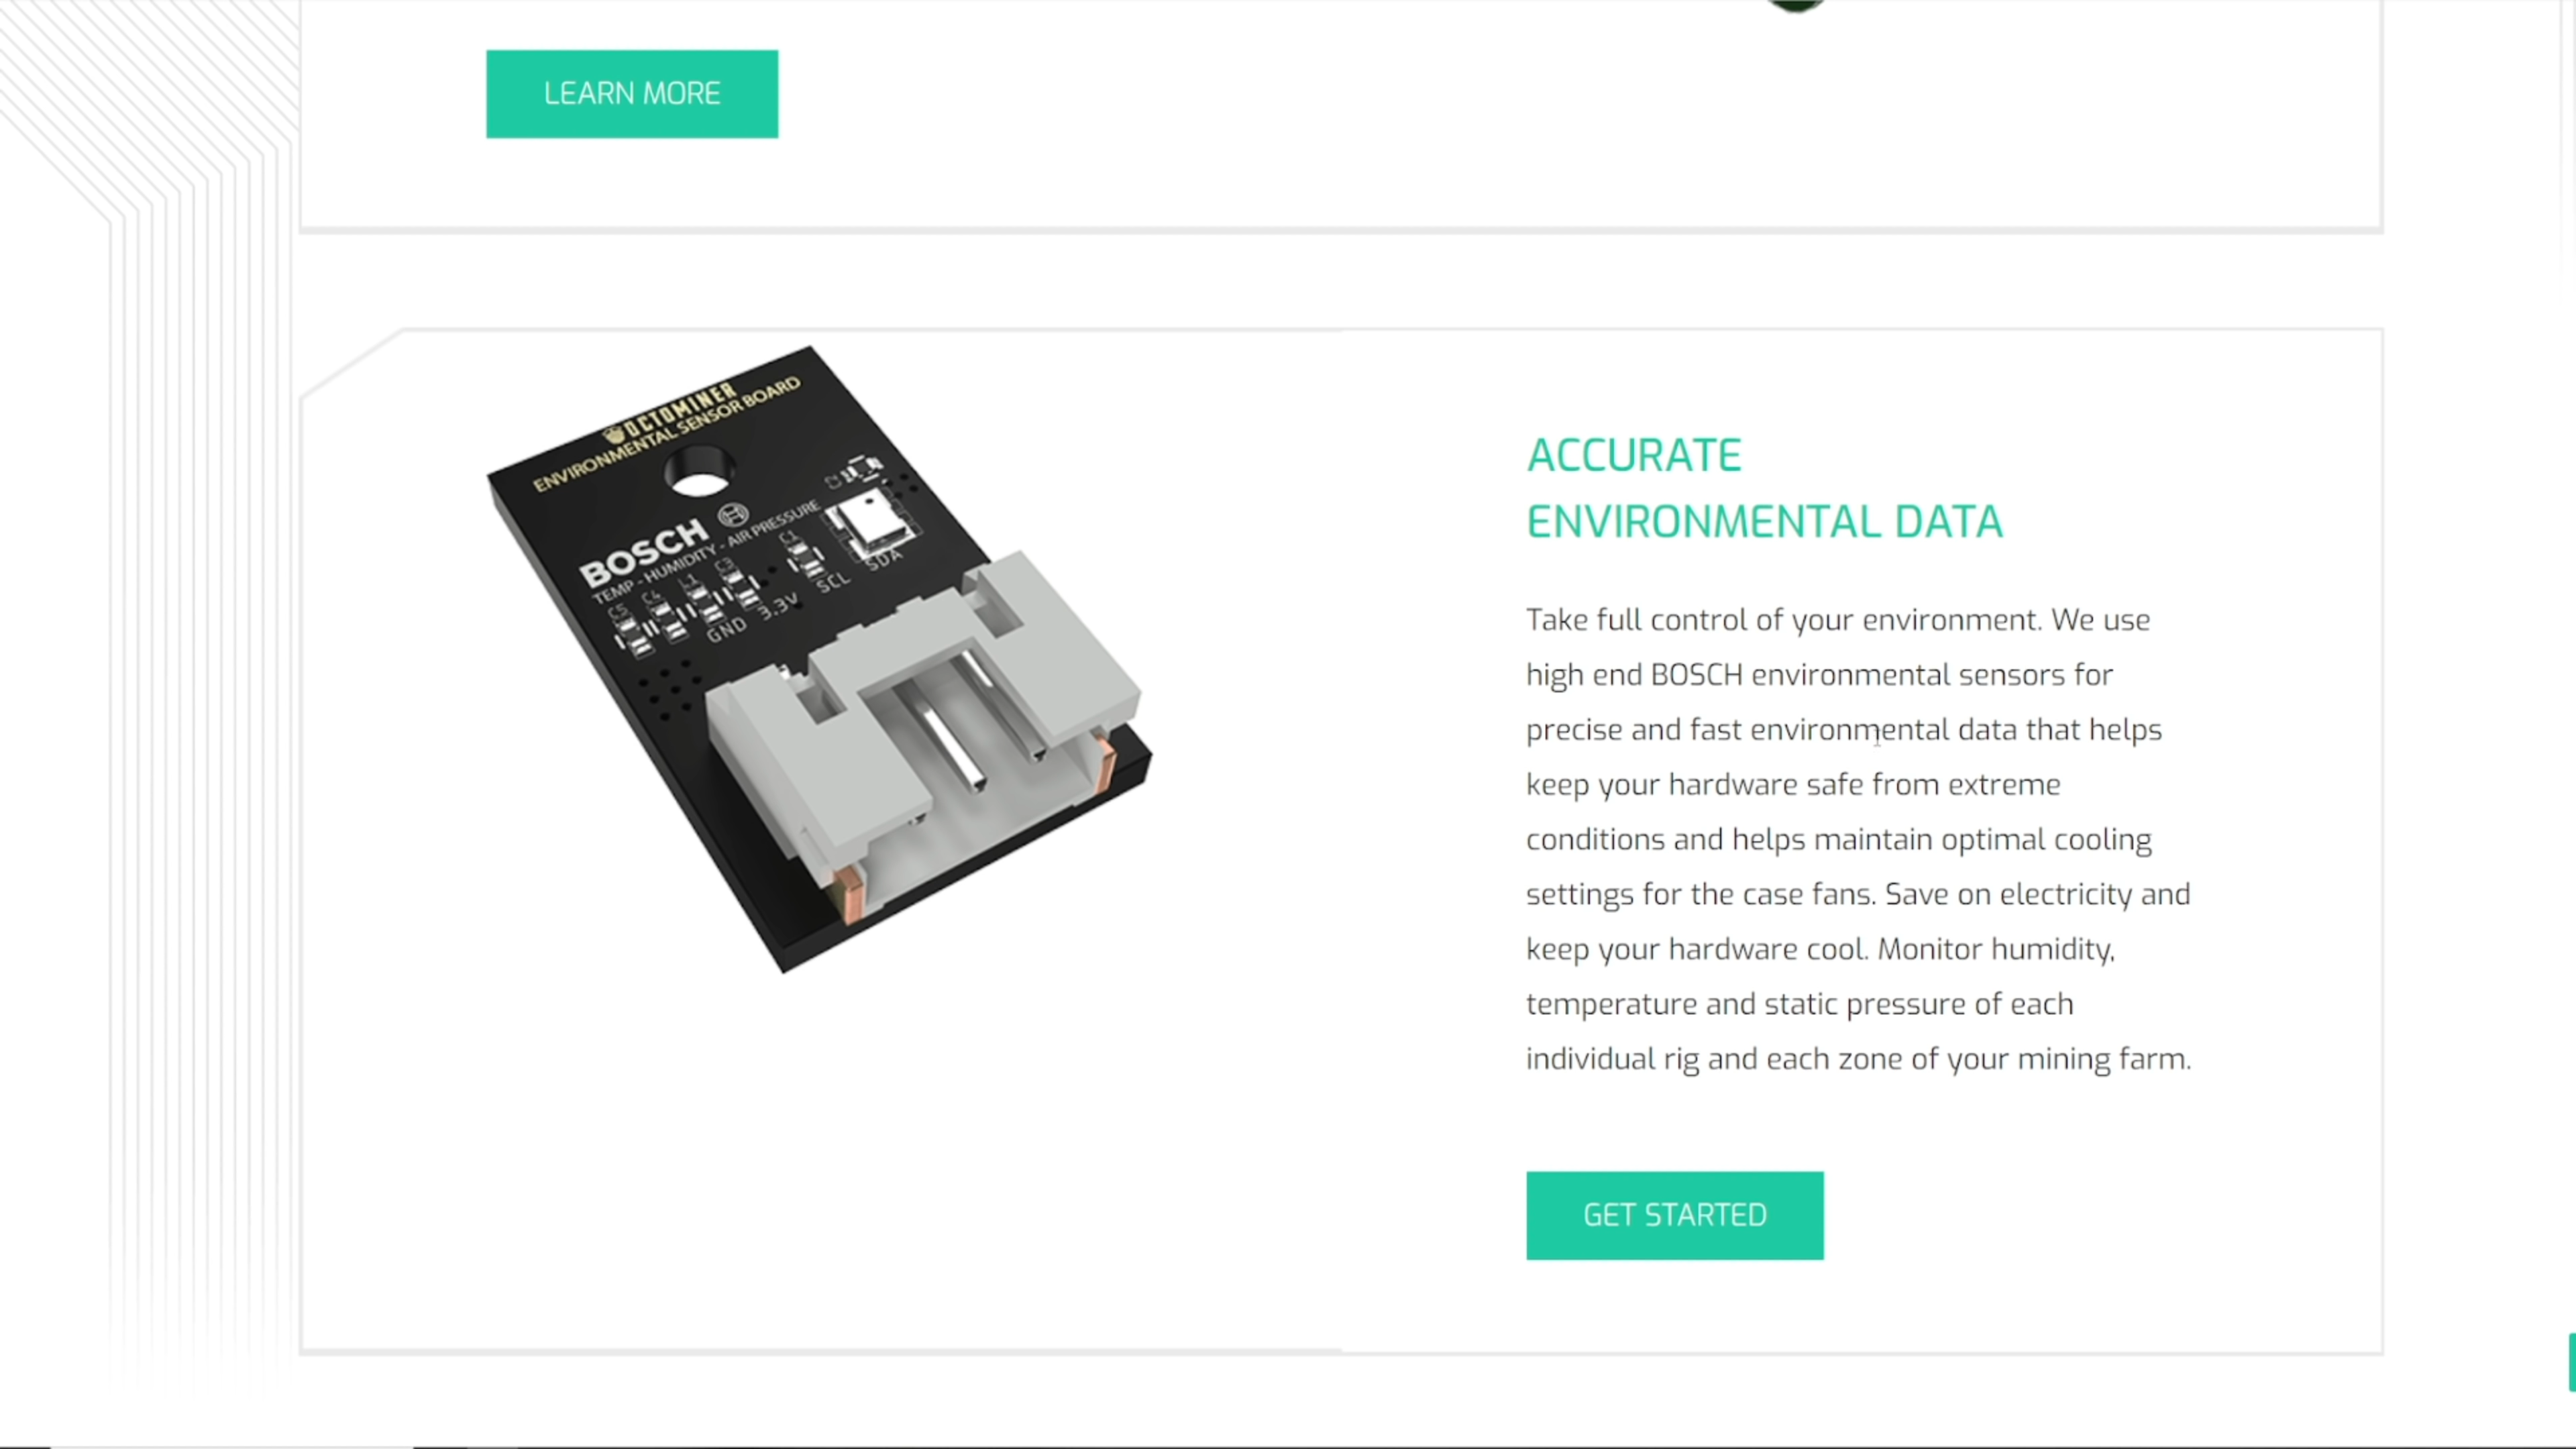 LEARN MORE
OCTOMINER
ENVIRONMENTAL SENSOR BOARD
BOSCH
TEMP - HUMIDITY - AIR PRESSURE
C1
C3
L1
C4
C5
SDA
SCL
3.3V
GND
ACCURATE
ENVIRONMENTAL DATA
Take full control of your environment. We use
high end BOSCH environmental sensors for
precise and fast environmental data that helps
keep your hardware safe from extreme
conditions and helps maintain optimal cooling
settings for the case fans. Save on electricity and
keep your hardware cool. Monitor humidity,
temperature and static pressure of each
individual rig and each zone of your mining farm.
GET STARTED